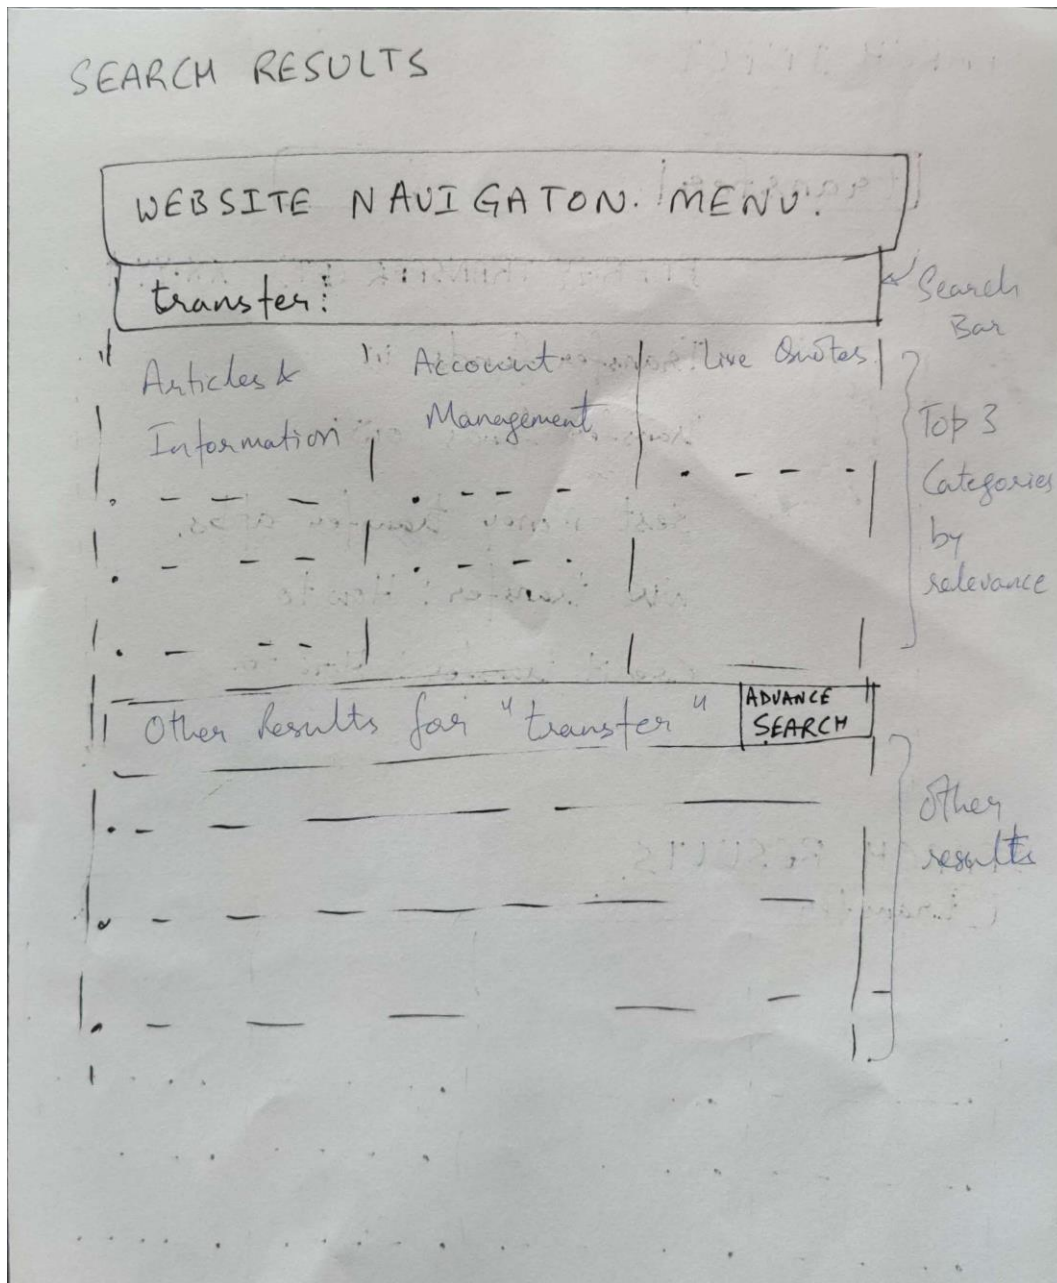 SEARCH RESULTS
WEBSITE NAVIGATON. MENU.
transfer:
Search
Bar
Articles &
Information
Account
Management
Live Quotes
Top 3
Categories
by
relevance
Other Results for "transfer"
ADVANCE
SEARCH
Other
results